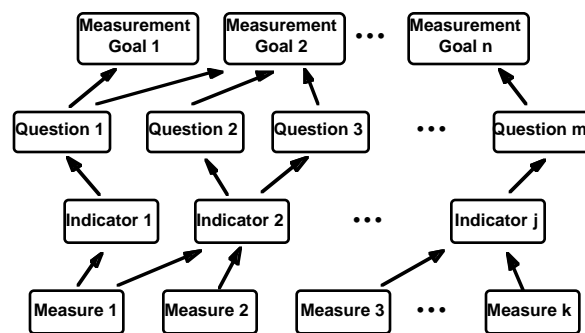 Measurement
Goal 1
Measurement
Goal 2
•••
Measurement
Goal n
Question 1
Question 2
Question 3
•••
Question m
Indicator 1
Indicator 2
•••
Indicator j
Measure 1
Measure 2
Measure 3
•••
Measure k